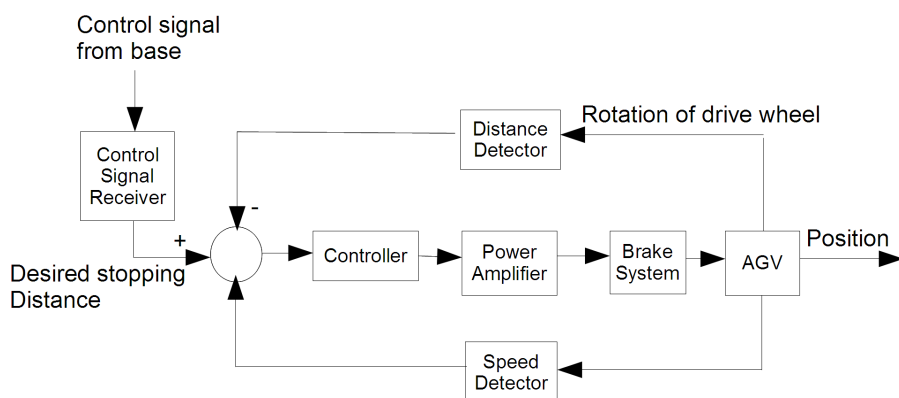 Control signal
from base
Control
Signal
Receiver
Distance
Detector
Rotation of drive wheel
-
+
Desired stopping
Distance
Controller
Power
Amplifier
Brake
System
AGV
Position
Speed
Detector